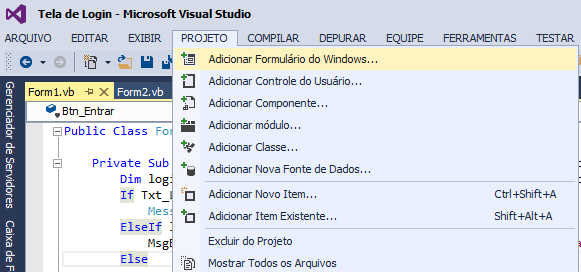 Tela de Login - Microsoft Visual Studio
ARQUIVO EDITAR EXIBIR PROJETO COMPILAR DEPURAR EQUIPE FERRAMENTAS TESTAR
Adicionar Formulário do Windows...
Adicionar Controle do Usuário...
Adicionar Componente...
Adicionar módulo...
Adicionar Classe...
Adicionar Nova Fonte de Dados...
Adicionar Novo Item... Ctrl+Shift+A
Adicionar Item Existente... Shift+Alt+A
Excluir do Projeto
Mostrar Todos os Arquivos
Gerenciador de Servidores
Caixa de F
Form1.vb Form2.vb
Btn_Entrar
Public Class For
Private Sub
Dim logi
If Txt_
Mess
ElseIf
MsgB
Else